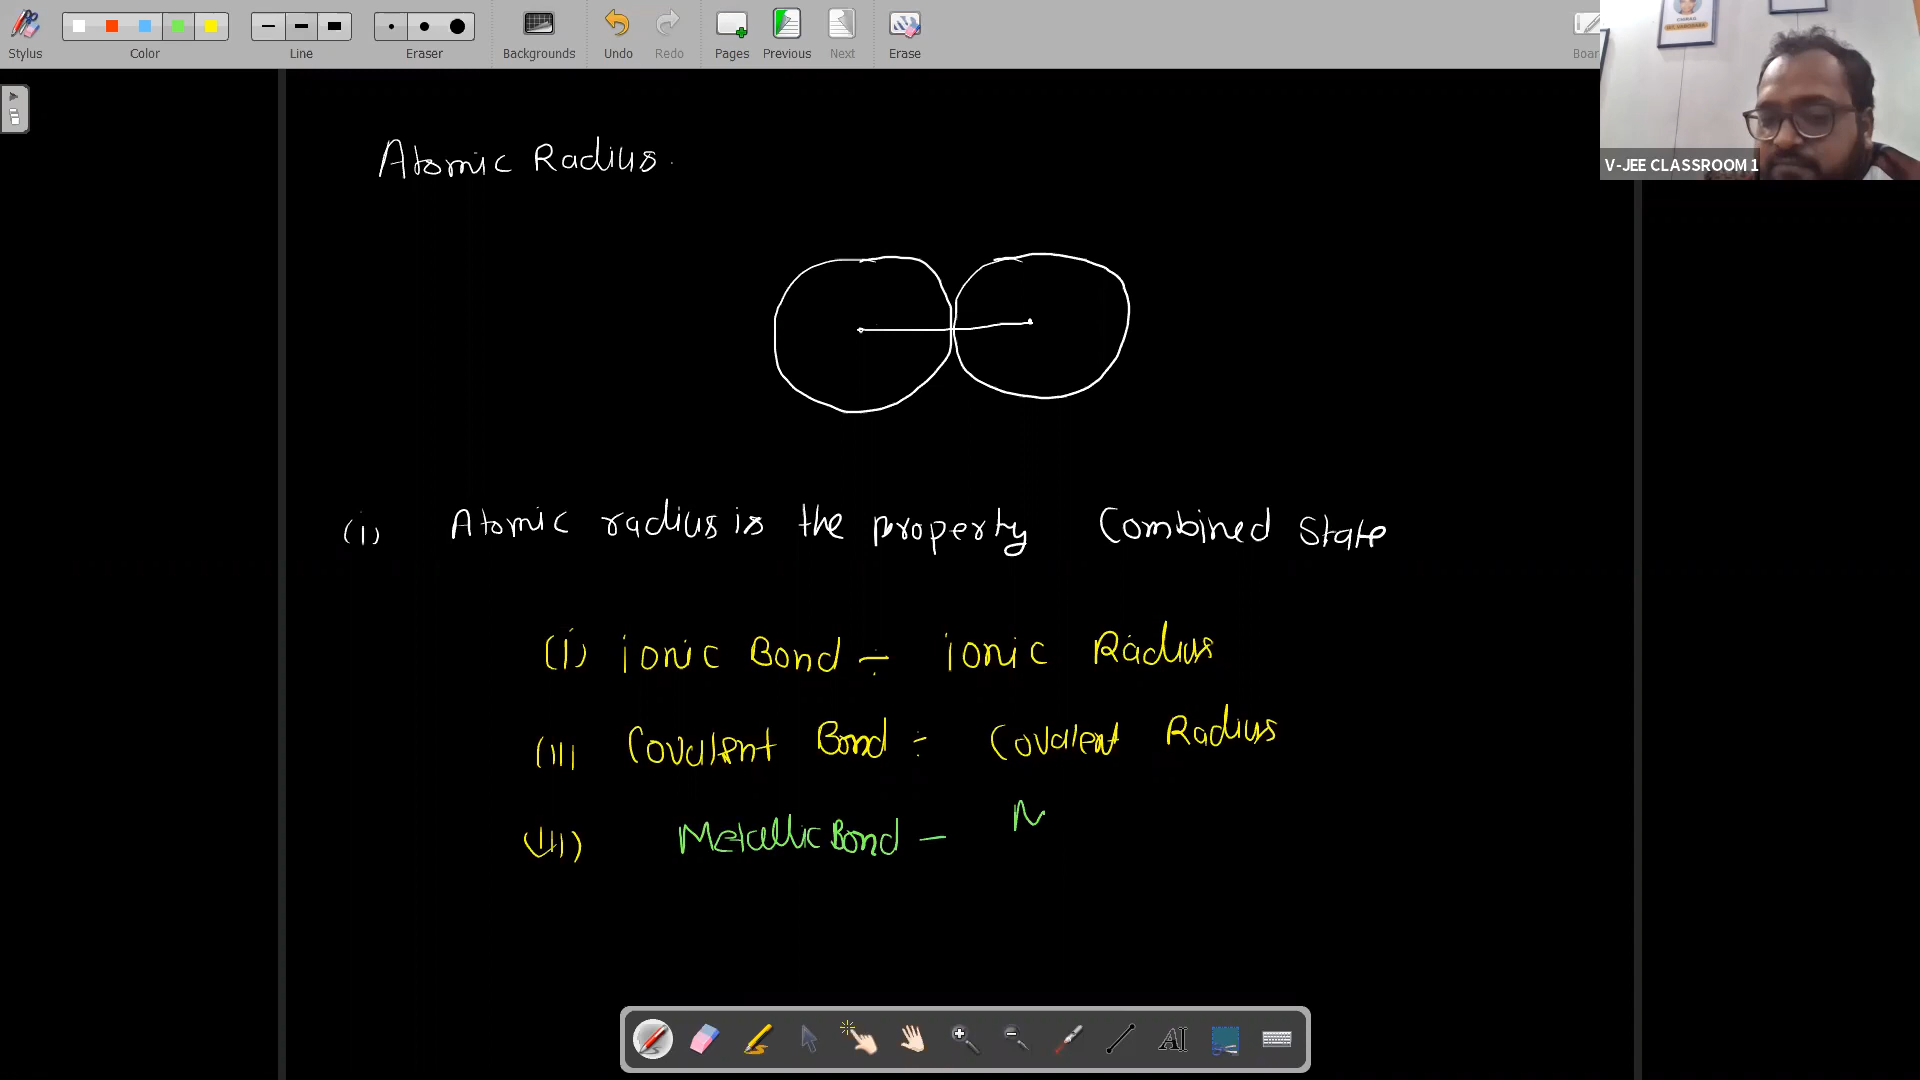 Stylus
Color
Line
Eraser
Backgrounds
Undo
Redo
Pages
Previous
Next
Erase
V-JEE CLASSROOM 1
Atomic Radius.
(i) Atomic radius is the property Combined State
(i) ionic Bond ÷ ionic Radius
(ii) Covalent Bond ÷ Covalent Radius
(iii) Metallic Bond – M